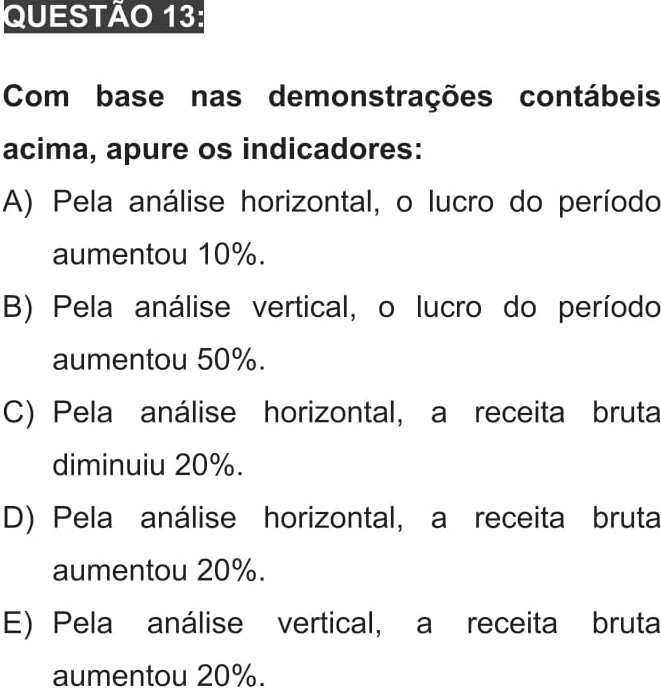 QUESTÃO 13:
Com base nas demonstrações contábeis
acima, apure os indicadores:
A) Pela análise horizontal, o lucro do período
aumentou 10%.
B) Pela análise vertical, o lucro do período
aumentou 50%.
C) Pela análise horizontal, a receita bruta
diminuiu 20%.
D) Pela análise horizontal, a receita bruta
aumentou 20%.
E) Pela análise vertical, a receita bruta
aumentou 20%.